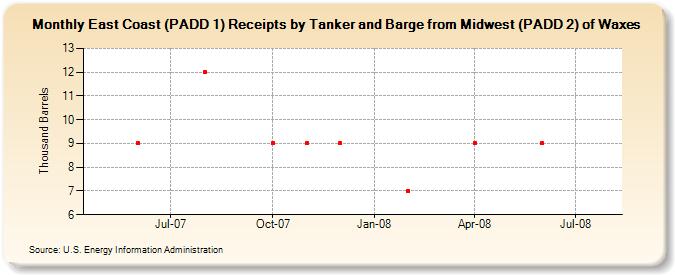 Monthly East Coast (PADD 1) Receipts by Tanker and Barge from Midwest (PADD 2) of Waxes
Thousand Barrels
13
12
11
10
9
8
7
6
Jul-07 Oct-07 Jan-08 Apr-08 Jul-08
Source: U.S. Energy Information Administration